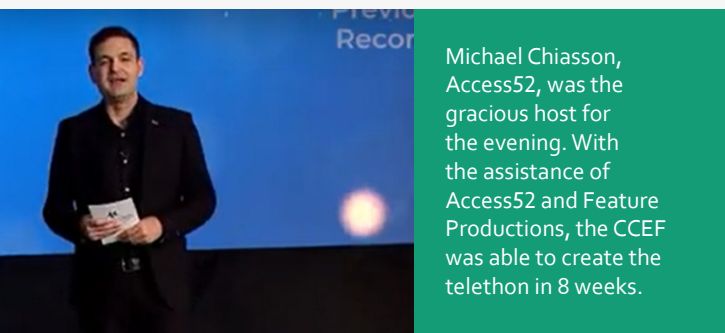 Recor
Michael Chiasson,
Access52, was the
gracious host for
the evening. With
the assistance of
Access52 and Feature
Productions, the CCEF
was able to create the
telethon in 8 weeks.